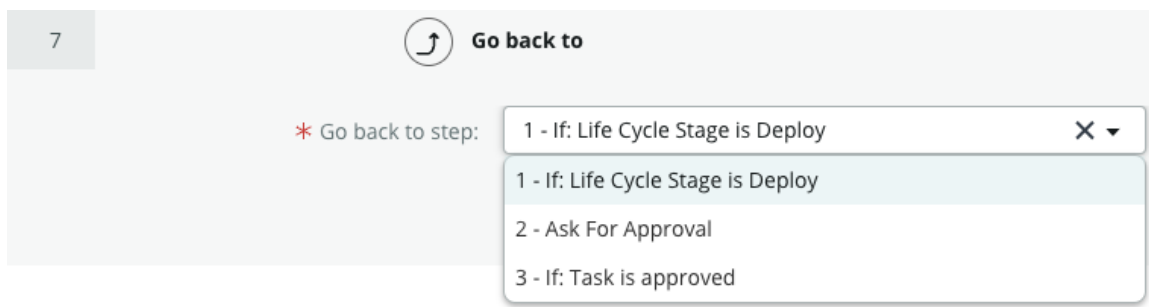 7 Go back to
* Go back to step: 1 - If: Life Cycle Stage is Deploy
1 - If: Life Cycle Stage is Deploy
2 - Ask For Approval
3 - If: Task is approved